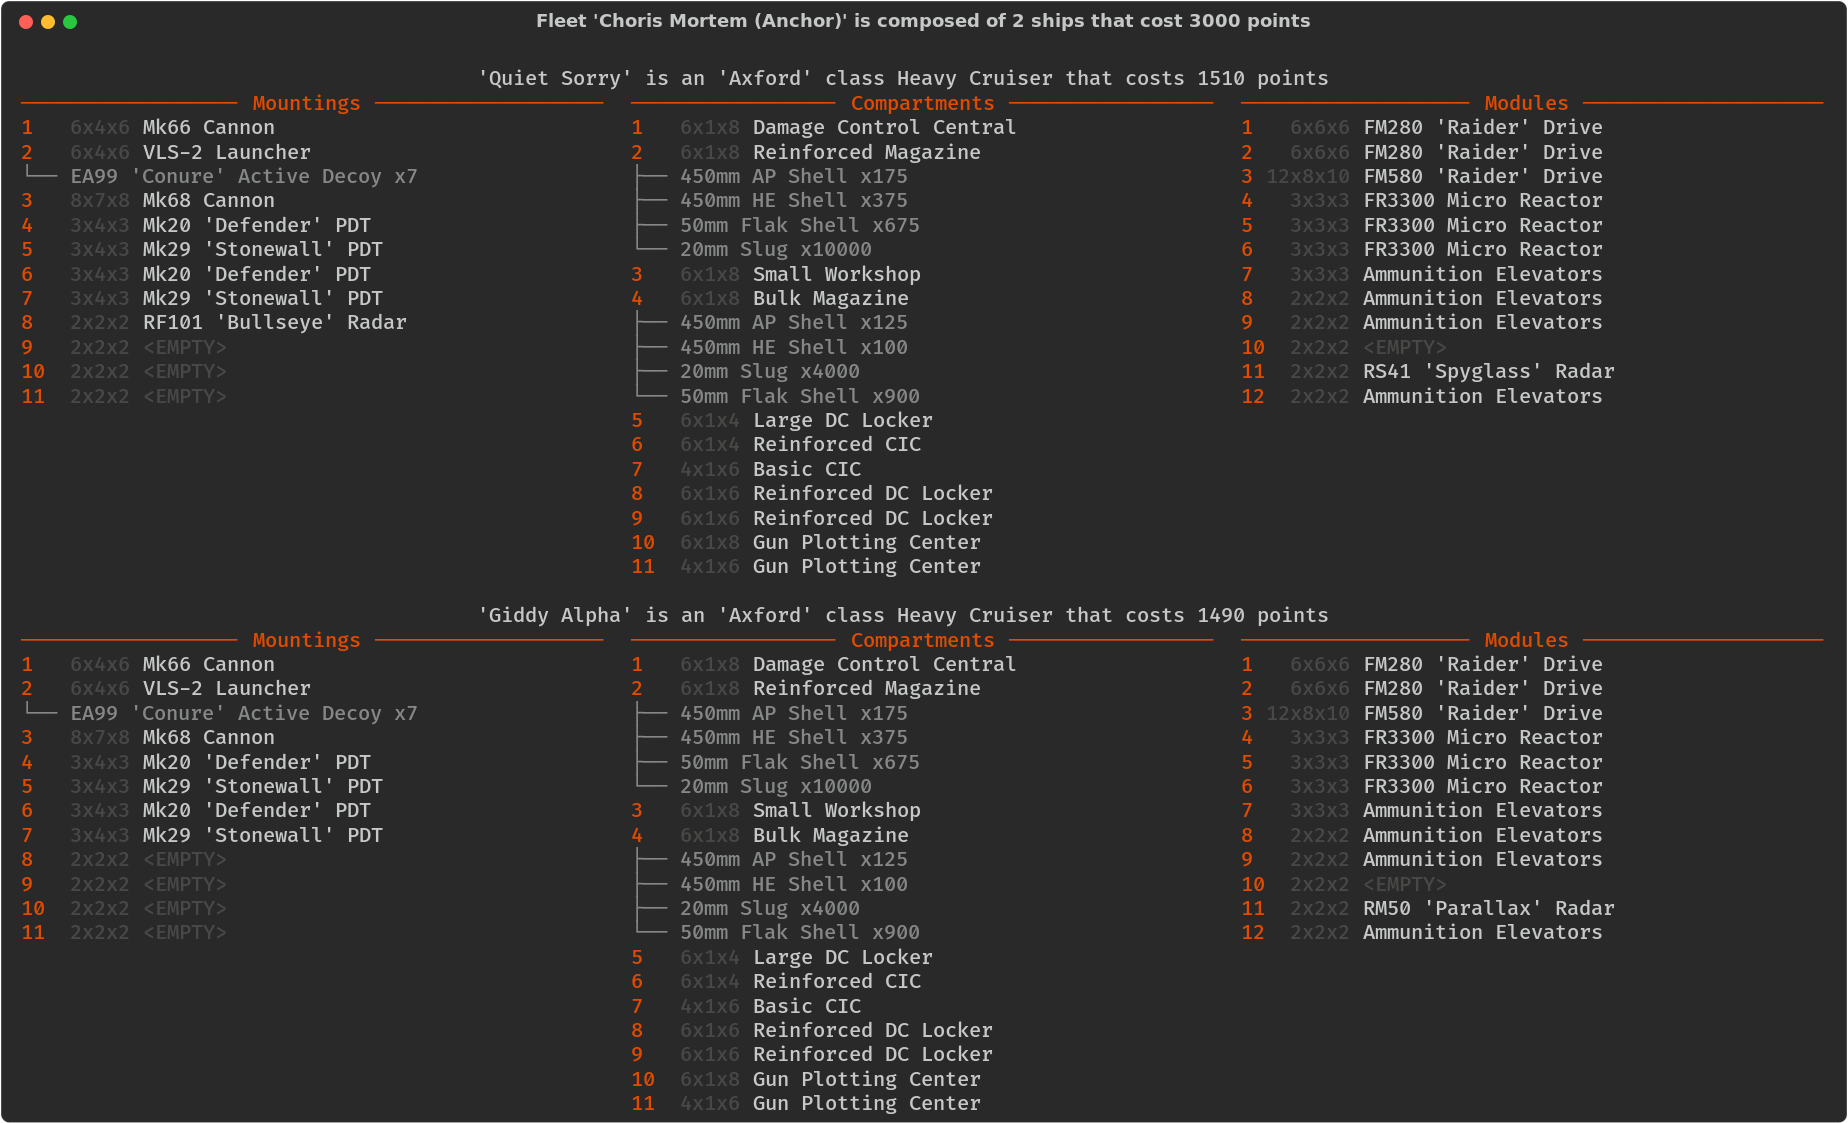 Fleet 'Choris Mortem (Anchor)' is composed of 2 ships that cost 3000 points
'Quiet Sorry' is an 'Axford' class Heavy Cruiser that costs 1510 points
Mountings
1 6x4x6 Mk66 Cannon
2 6x4x6 VLS-2 Launcher
EA99 'Conure' Active Decoy x7
3 8x7x8 Mk68 Cannon
4 3x4x3 Mk20 'Defender' PDT
5 3x4x3 Mk29 'Stonewall' PDT
6 3x4x3 Mk20 'Defender' PDT
7 3x4x3 Mk29 'Stonewall' PDT
8 2x2x2 RF101 'Bullseye' Radar
9 2x2x2 <EMPTY>
10 2x2x2 <EMPTY>
11 2x2x2 <EMPTY>
Compartments
1 6x1x8 Damage Control Central
2 6x1x8 Reinforced Magazine
450mm AP Shell x175
450mm HE Shell x375
50mm Flak Shell x675
20mm Slug x10000
3 6x1x8 Small Workshop
4 6x1x8 Bulk Magazine
450mm AP Shell x125
450mm HE Shell x100
20mm Slug x4000
50mm Flak Shell x900
5 6x1x4 Large DC Locker
6 6x1x4 Reinforced CIC
7 4x1x6 Basic CIC
8 6x1x6 Reinforced DC Locker
9 6x1x6 Reinforced DC Locker
10 6x1x8 Gun Plotting Center
11 4x1x6 Gun Plotting Center
Modules
1 6x6x6 FM280 'Raider' Drive
2 6x6x6 FM280 'Raider' Drive
3 12x8x10 FM580 'Raider' Drive
4 3x3x3 FR3300 Micro Reactor
5 3x3x3 FR3300 Micro Reactor
6 3x3x3 FR3300 Micro Reactor
7 3x3x3 Ammunition Elevators
8 2x2x2 Ammunition Elevators
9 2x2x2 Ammunition Elevators
10 2x2x2 <EMPTY>
11 2x2x2 RS41 'Spyglass' Radar
12 2x2x2 Ammunition Elevators
'Giddy Alpha' is an 'Axford' class Heavy Cruiser that costs 1490 points
Mountings
1 6x4x6 Mk66 Cannon
2 6x4x6 VLS-2 Launcher
EA99 'Conure' Active Decoy x7
3 8x7x8 Mk68 Cannon
4 3x4x3 Mk20 'Defender' PDT
5 3x4x3 Mk29 'Stonewall' PDT
6 3x4x3 Mk20 'Defender' PDT
7 3x4x3 Mk29 'Stonewall' PDT
8 2x2x2 <EMPTY>
9 2x2x2 <EMPTY>
10 2x2x2 <EMPTY>
11 2x2x2 <EMPTY>
Compartments
1 6x1x8 Damage Control Central
2 6x1x8 Reinforced Magazine
450mm AP Shell x175
450mm HE Shell x375
50mm Flak Shell x675
20mm Slug x10000
3 6x1x8 Small Workshop
4 6x1x8 Bulk Magazine
450mm AP Shell x125
450mm HE Shell x100
20mm Slug x4000
50mm Flak Shell x900
5 6x1x4 Large DC Locker
6 6x1x4 Reinforced CIC
7 4x1x6 Basic CIC
8 6x1x6 Reinforced DC Locker
9 6x1x6 Reinforced DC Locker
10 6x1x8 Gun Plotting Center
11 4x1x6 Gun Plotting Center
Modules
1 6x6x6 FM280 'Raider' Drive
2 6x6x6 FM280 'Raider' Drive
3 12x8x10 FM580 'Raider' Drive
4 3x3x3 FR3300 Micro Reactor
5 3x3x3 FR3300 Micro Reactor
6 3x3x3 FR3300 Micro Reactor
7 3x3x3 Ammunition Elevators
8 2x2x2 Ammunition Elevators
9 2x2x2 Ammunition Elevators
10 2x2x2 <EMPTY>
11 2x2x2 RM50 'Parallax' Radar
12 2x2x2 Ammunition Elevators